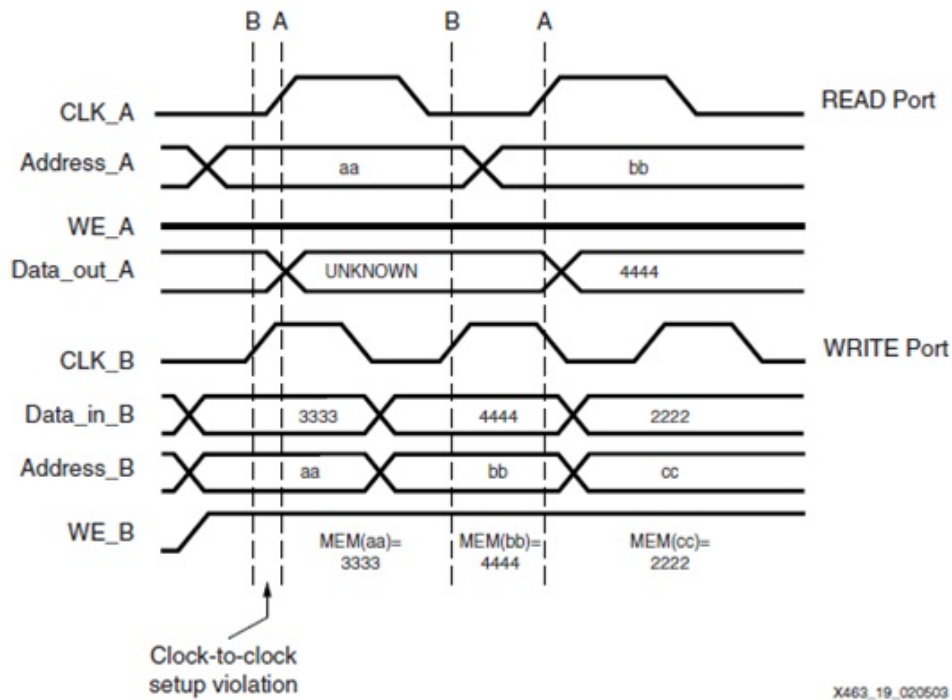 B A B A
CLK_A READ Port
Address_A aa bb
WE_A
Data_out_A UNKNOWN 4444
CLK_B WRITE Port
Data_in_B 3333 4444 2222
Address_B aa bb cc
WE_B
MEM(aa)= MEM(bb)= MEM(cc)=
3333 4444 2222
Clock-to-clock
setup violation